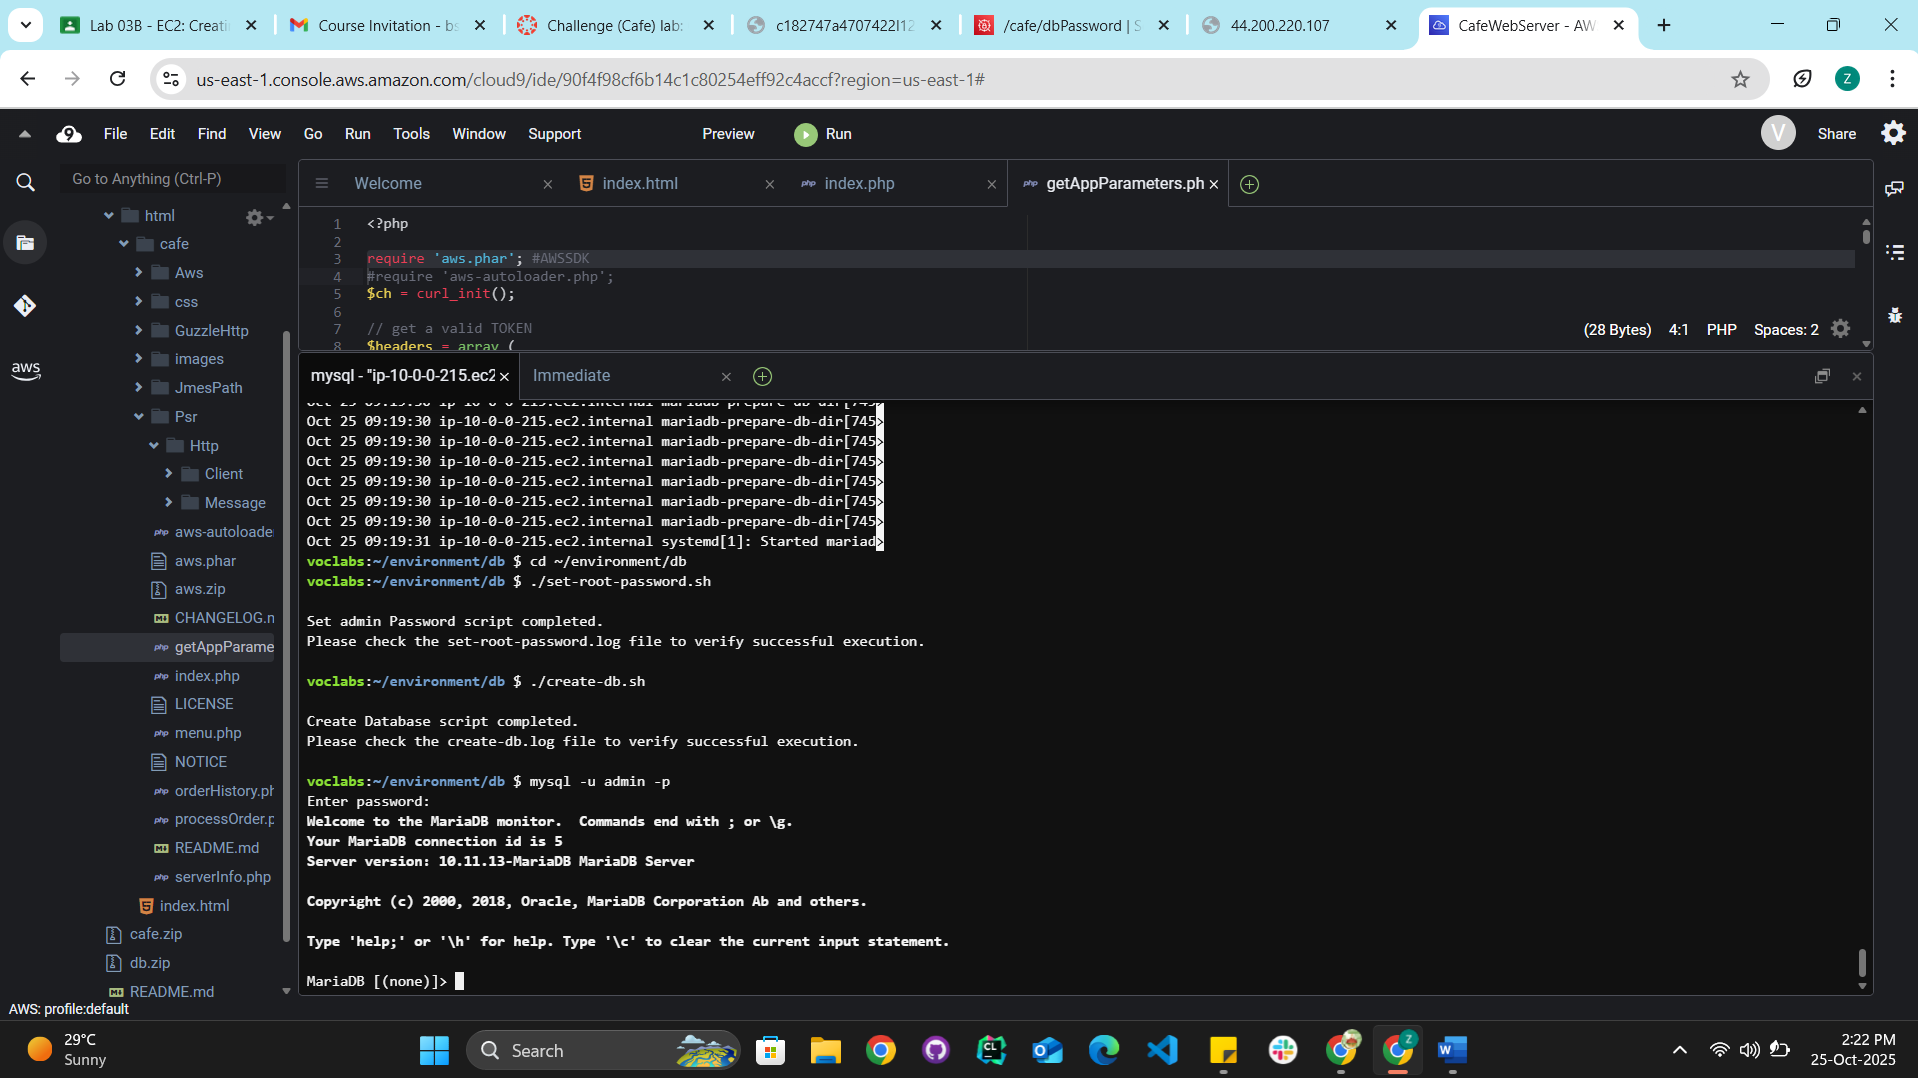 Lab 03B - EC2: Creati
Course Invitation - bs
Challenge (Cafe) lab:
c182747a4707422l12
/cafe/dbPassword | S
44.200.220.107
CafeWebServer - AW
us-east-1.console.aws.amazon.com/cloud9/ide/90f4f98cf6b14c1c80254eff92c4accf?region=us-east-1#
Z
9 File Edit Find View Go Run Tools Window Support Preview Run V Share
Go to Anything (Ctrl-P)
html
cafe
Aws
css
GuzzleHttp
images
JmesPath
Psr
Http
Client
Message
php aws-autoloade
aws.phar
aws.zip
CHANGELOG.m
php getAppParame
php index.php
LICENSE
php menu.php
NOTICE
php orderHistory.ph
php processOrder.p
README.md
php serverInfo.php
index.html
cafe.zip
db.zip
README.md
aws
AWS: profile:default
Welcome
index.html
php index.php
php getAppParameters.ph
1 <?php
2
3 require 'aws.phar'; #AWSSDK
4 #require 'aws-autoloader.php';
5 $ch = curl_init();
6
7 // get a valid TOKEN
8 $headers = array (
(28 Bytes) 4:1 PHP Spaces: 2
mysql - "ip-10-0-0-215.ec2
Immediate
Oct 25 09:19:30 ip-10-0-0-215.ec2.internal mariadb-prepare-db-dir[745>
Oct 25 09:19:30 ip-10-0-0-215.ec2.internal mariadb-prepare-db-dir[745>
Oct 25 09:19:30 ip-10-0-0-215.ec2.internal mariadb-prepare-db-dir[745>
Oct 25 09:19:30 ip-10-0-0-215.ec2.internal mariadb-prepare-db-dir[745>
Oct 25 09:19:30 ip-10-0-0-215.ec2.internal mariadb-prepare-db-dir[745>
Oct 25 09:19:30 ip-10-0-0-215.ec2.internal mariadb-prepare-db-dir[745>
Oct 25 09:19:30 ip-10-0-0-215.ec2.internal mariadb-prepare-db-dir[745>
Oct 25 09:19:31 ip-10-0-0-215.ec2.internal systemd[1]: Started mariad>
voclabs:~/environment/db $ cd ~/environment/db
voclabs:~/environment/db $ ./set-root-password.sh
Set admin Password script completed.
Please check the set-root-password.log file to verify successful execution.
voclabs:~/environment/db $ ./create-db.sh
Create Database script completed.
Please check the create-db.log file to verify successful execution.
voclabs:~/environment/db $ mysql -u admin -p
Enter password:
Welcome to the MariaDB monitor.  Commands end with ; or \g.
Your MariaDB connection id is 5
Server version: 10.11.13-MariaDB MariaDB Server
Copyright (c) 2000, 2018, Oracle, MariaDB Corporation Ab and others.
Type 'help;' or '\h' for help. Type '\c' to clear the current input statement.
MariaDB [(none)]>
29°C
Sunny
Search
2:22 PM
25-Oct-2025